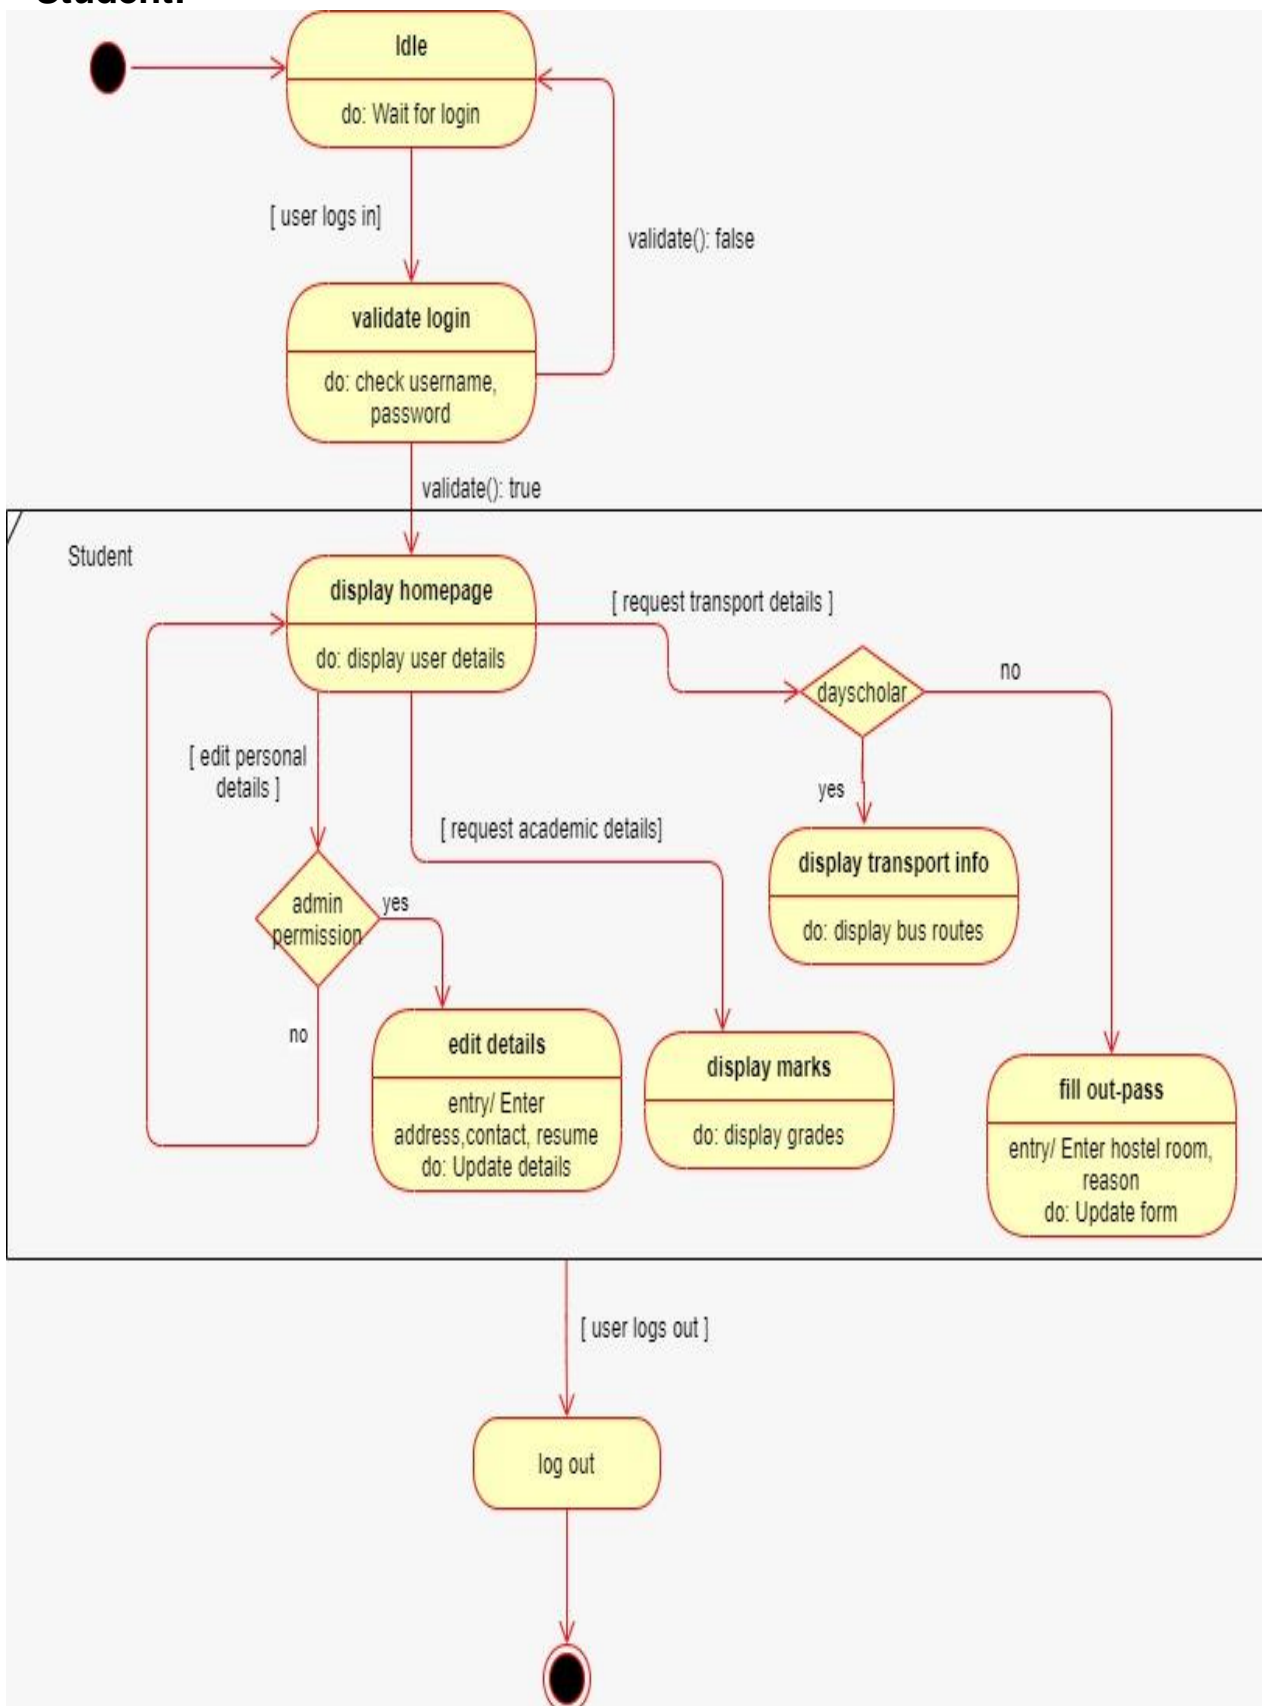 Student:
Idle
do: Wait for login
[ user logs in]
validate(): false
validate login
do: check username,
password
validate(): true
Student
display homepage
do: display user details
[ request transport details ]
dayscholar
no
yes
[ edit personal
details ]
[ request academic details]
display transport info
do: display bus routes
admin
permission
yes
no
edit details
entry/ Enter
address,contact, resume
do: Update details
display marks
do: display grades
fill out-pass
entry/ Enter hostel room,
reason
do: Update form
[ user logs out ]
log out